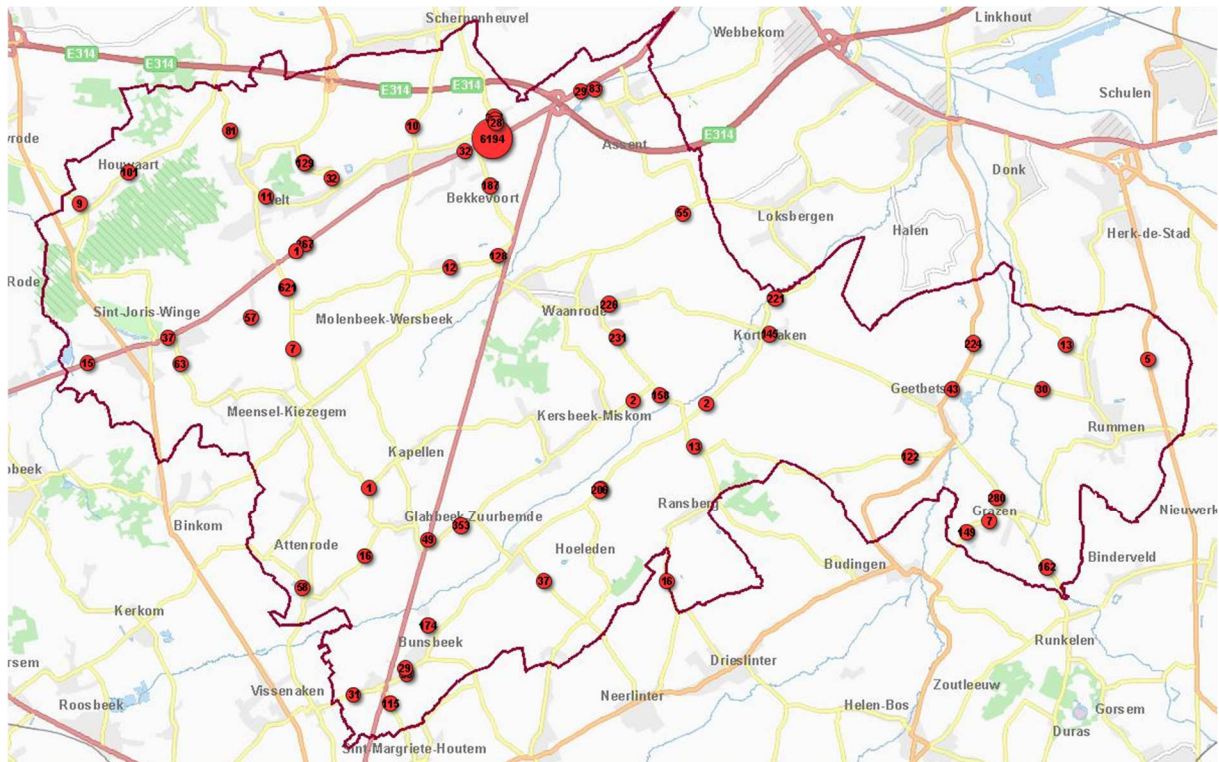 Scherpenheuvel
Linkhout
Webbekom
E314
E314
E314
E314
83
29
Schulen
E314
28
10
81
6194
Assent
32
129
Houwaart
101
32
Donk
187
11
Bekkevoort
9
55
Loksbergen
Halen
Herk-de-Stad
1
128
12
Rode
621
221
226
Sint-Joris-Winge
57
Molenbeek-Wersbeek
Waanrode
37
231
145
224
13
7
15
63
5
Geetbets
43
30
158
2
2
Meensel-Kiezegem
Kersbeek-Miskom
Rummen
13
Kapellen
122
1
206
280
Ransberg
Grazen
Nieuwerk
Glabbeek-Zuurbemde
7
Binkom
353
149
49
Attenrode
Hoeleden
16
Budingen
Binderveld
162
58
37
16
Kerkom
174
Bunsbeek
Runkelen
rsem
Drieslinter
29
Zoutleeuw
Vissenaken
31
Neerlinter
Roosbeek
115
Helen-Bos
Gorsem
Duras
Sint-Margriete-Houtem